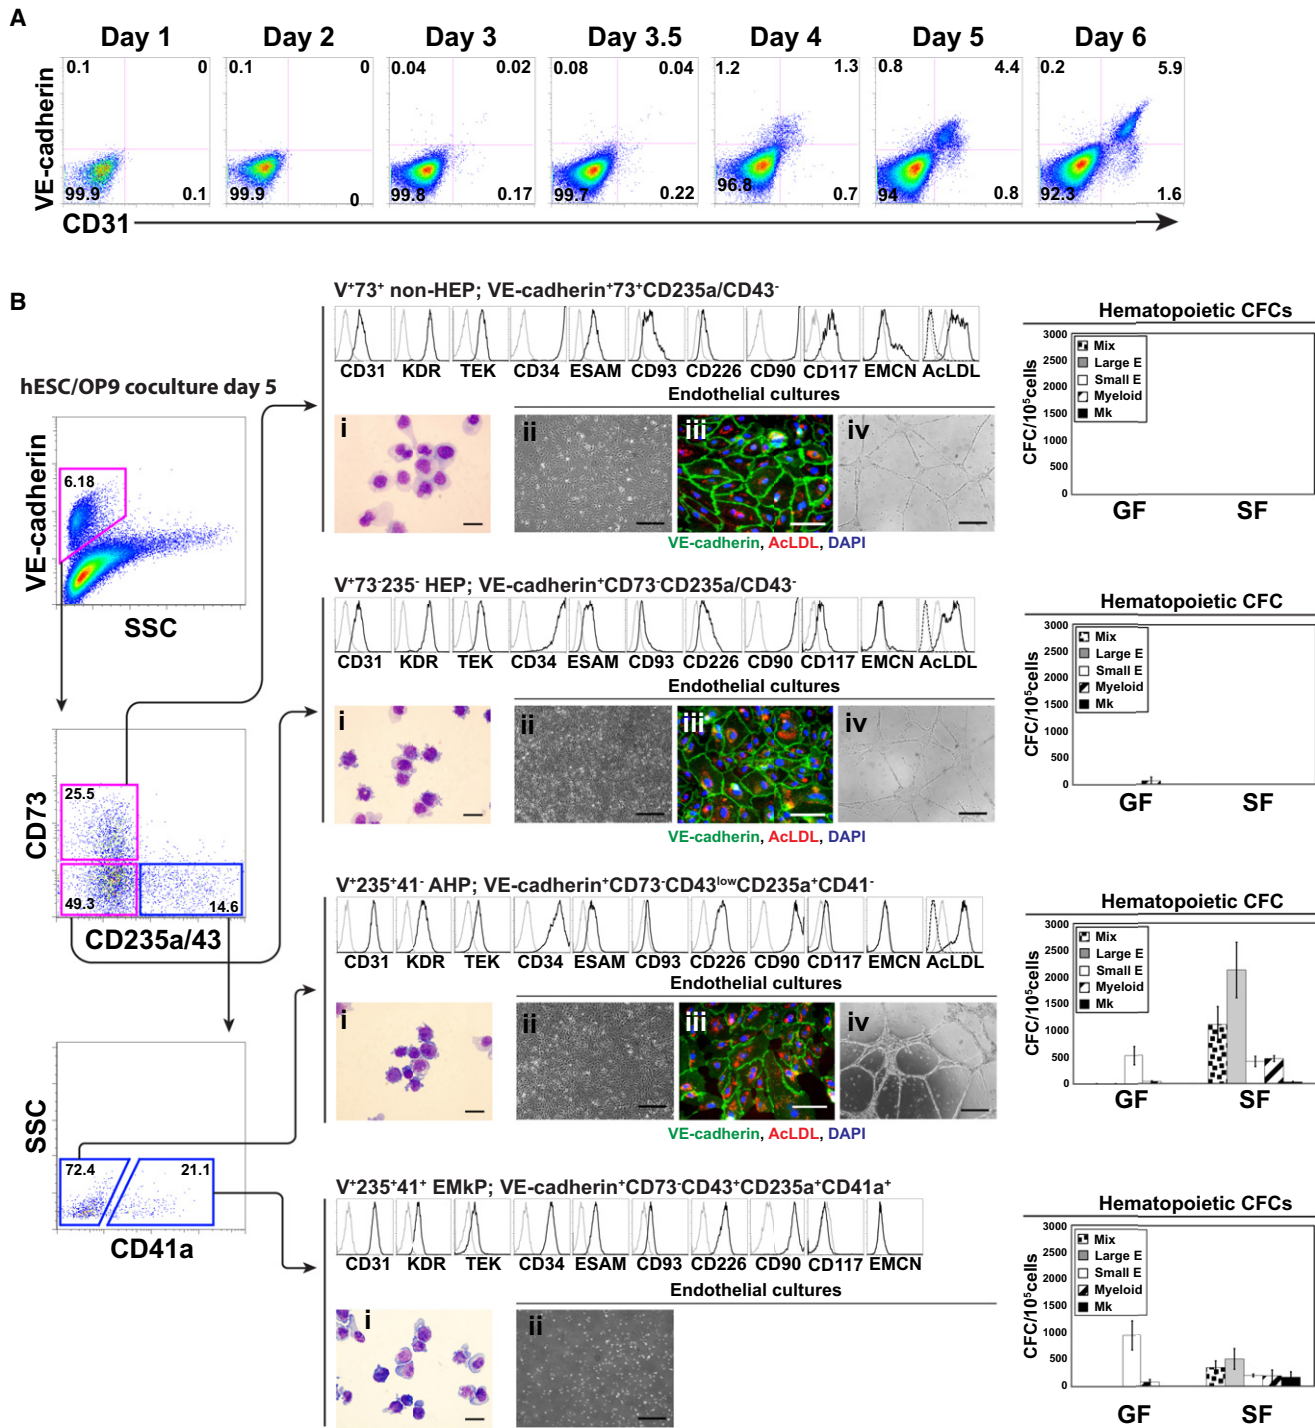 A
Day 1 Day 2 Day 3 Day 3.5 Day 4 Day 5 Day 6
0.1 0 0.1 0 0.04 0.02 0.08 0.04 1.2 1.3 0.8 4.4 0.2 5.9
VE-cadherin
99.9 0.1 99.9 0 99.8 0.17 99.7 0.22 96.8 0.7 94 0.8 92.3 1.6
CD31
B
hESC/OP9 coculture day 5
6.18
VE-cadherin
SSC
25.5
49.3
14.6
CD73
CD235a/43
72.4
21.1
SSC
CD41a
V⁺73⁺ non-HEP; VE-cadherin⁺73⁺CD235a/CD43⁻
CD31 KDR TEK CD34 ESAM CD93 CD226 CD90 CD117 EMCN AcLDL
Endothelial cultures
i ii iii iv
VE-cadherin, AcLDL, DAPI
Hematopoietic CFCs
CFC/10⁵cells
3000
2500
2000
1500
1000
500
0
Mix
Large E
Small E
Myeloid
Mk
GF SF
V⁺73⁻235⁻ HEP; VE-cadherin⁺CD73⁻CD235a/CD43⁻
CD31 KDR TEK CD34 ESAM CD93 CD226 CD90 CD117 EMCN AcLDL
Endothelial cultures
i ii iii iv
VE-cadherin, AcLDL, DAPI
Hematopoietic CFC
CFC/10⁵cells
3000
2500
2000
1500
1000
500
0
Mix
Large E
Small E
Myeloid
Mk
GF SF
V⁺235⁺41⁻ AHP; VE-cadherin⁺CD73⁻CD43ˡᵒʷCD235a⁺CD41⁻
CD31 KDR TEK CD34 ESAM CD93 CD226 CD90 CD117 EMCN AcLDL
Endothelial cultures
i ii iii iv
VE-cadherin, AcLDL, DAPI
Hematopoietic CFC
CFC/10⁵cells
3000
2500
2000
1500
1000
500
0
Mix
Large E
Small E
Myeloid
Mk
GF SF
V⁺235⁺41⁺ EMkP; VE-cadherin⁺CD73⁻CD43⁺CD235a⁺CD41a⁺
CD31 KDR TEK CD34 ESAM CD93 CD226 CD90 CD117 EMCN
Endothelial cultures
i ii
Hematopoietic CFCs
CFC/10⁵cells
3000
2500
2000
1500
1000
500
0
Mix
Large E
Small E
Myeloid
Mk
GF SF